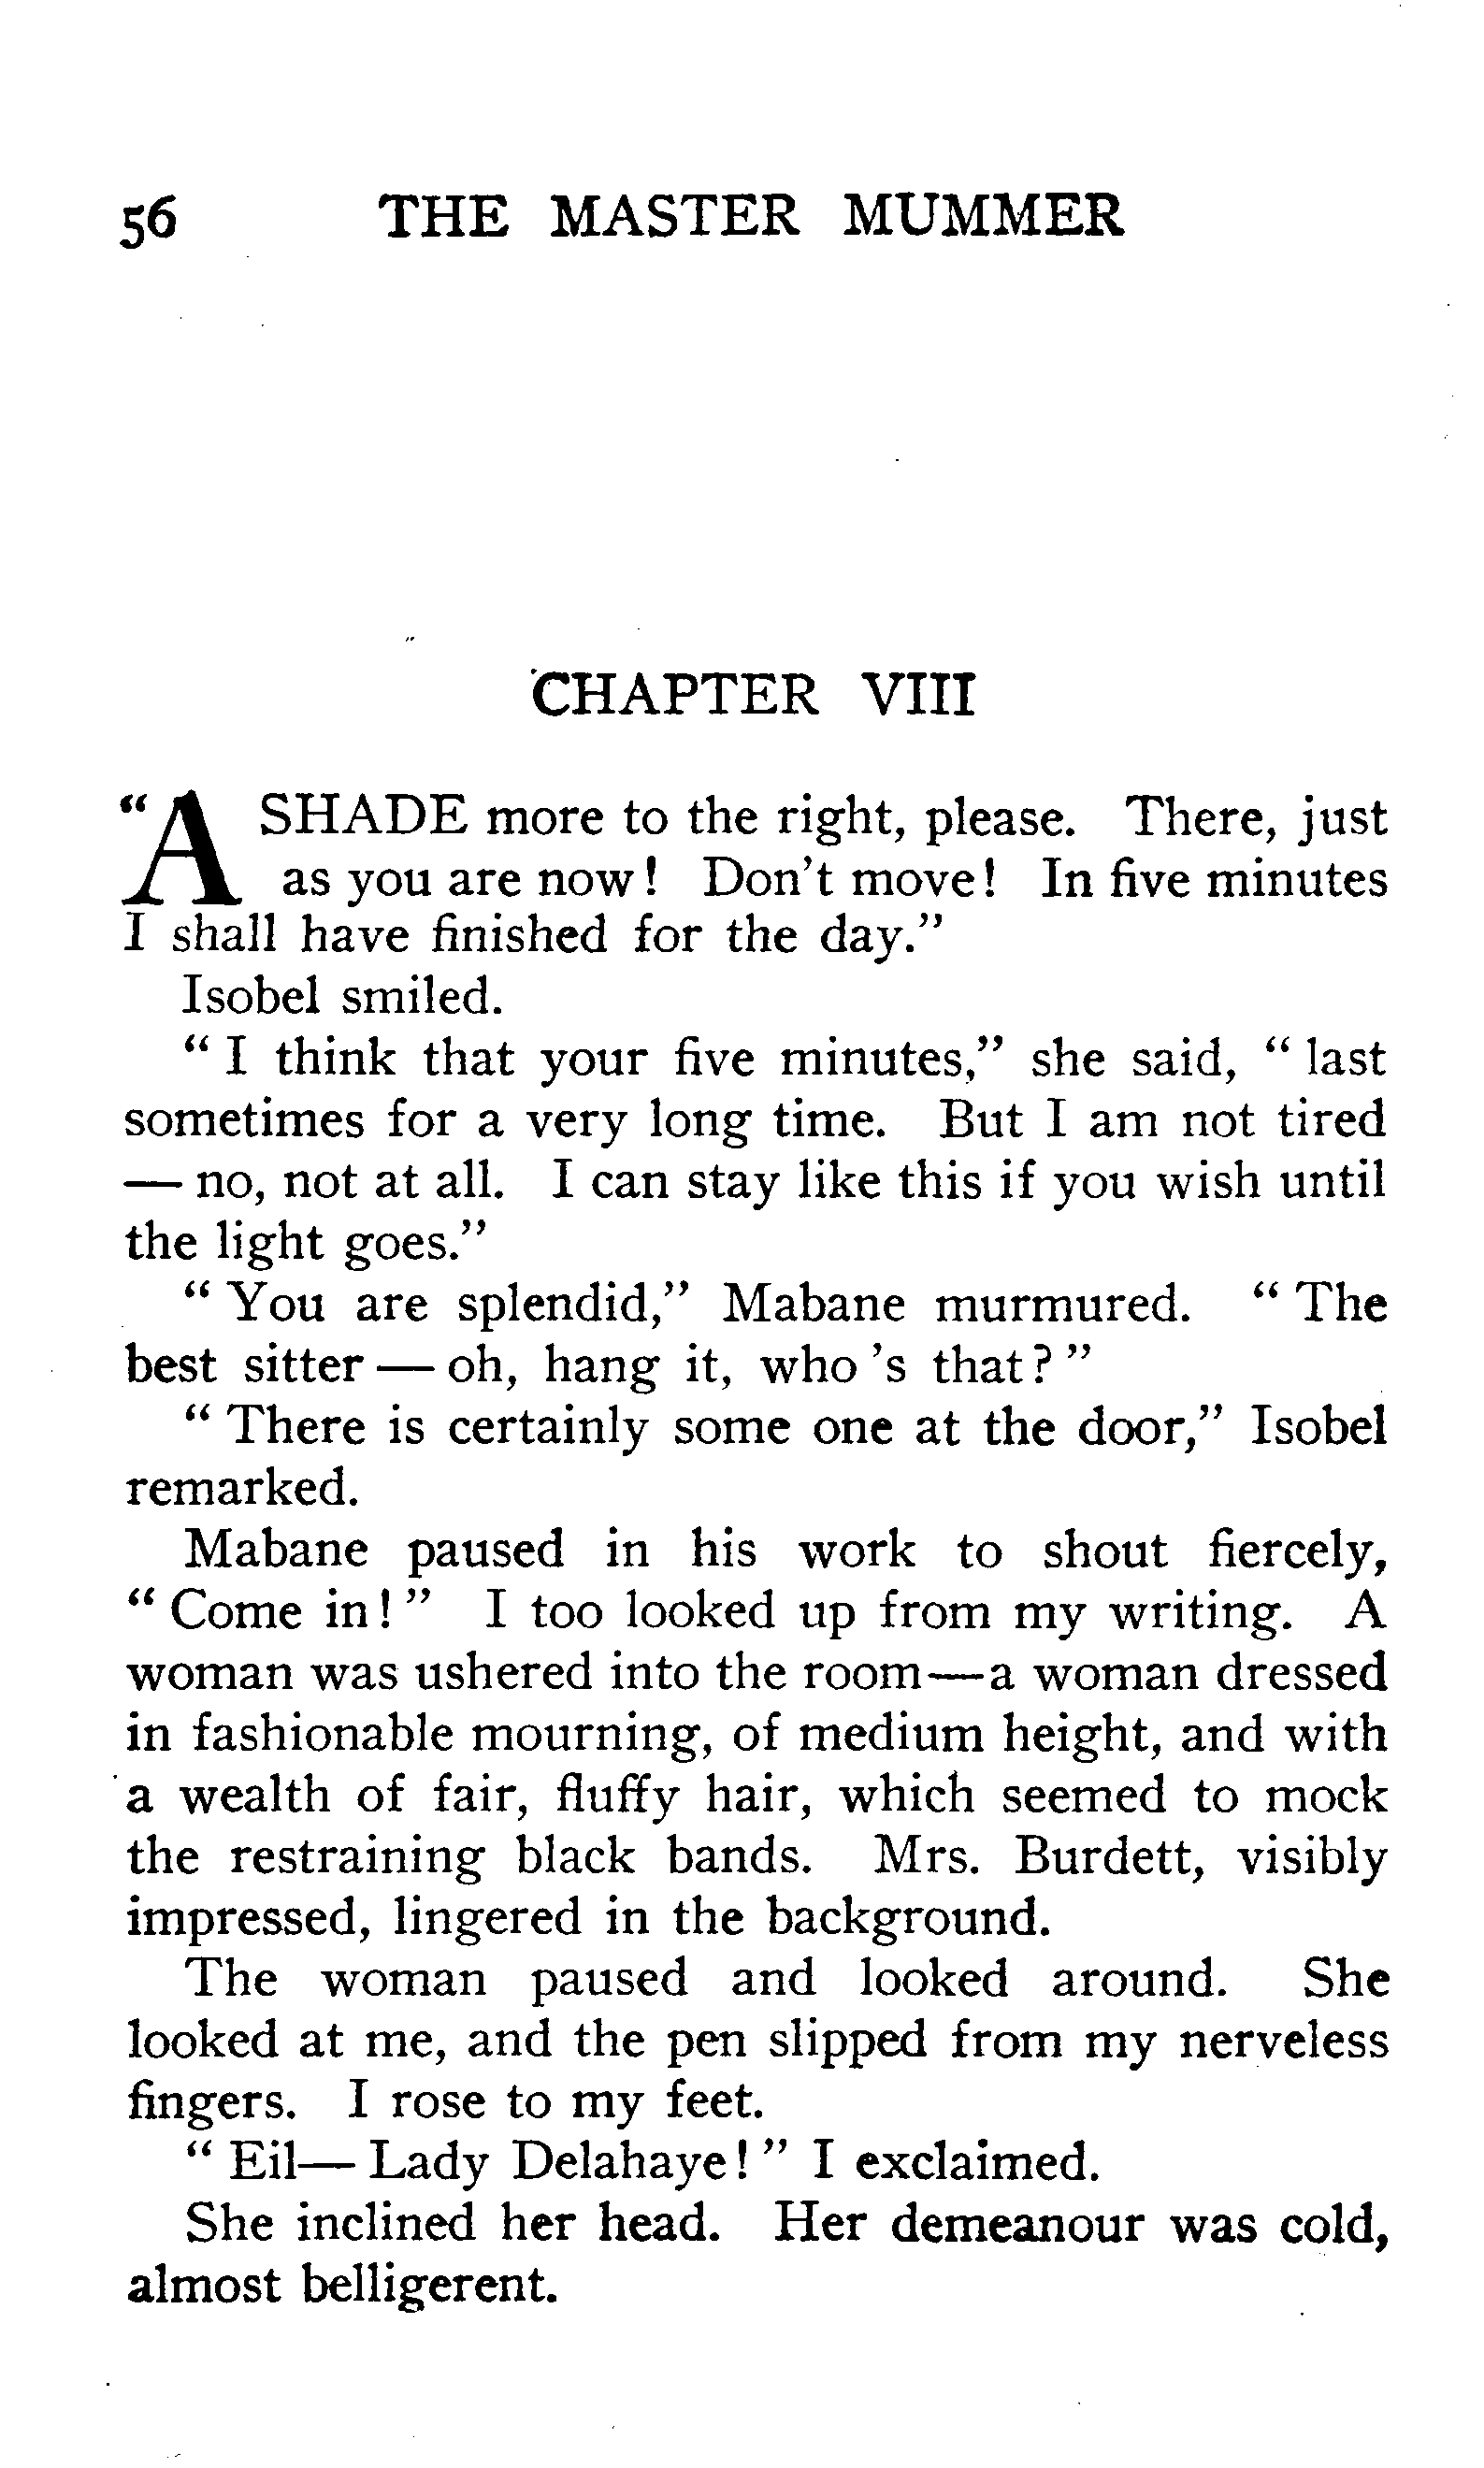 56 THE MASTER MUMMER
CHAPTER VIII
“A SHADE more to the right, please. There, just
as you are now! Don't move! In five minutes
I shall have finished for the day.”
Isobel smiled.
“ I think that your five minutes,” she said, “ last
sometimes for a very long time. But I am not tired
— no, not at all. I can stay like this if you wish until
the light goes.”
“ You are splendid,” Mabane murmured. “ The
best sitter — oh, hang it, who 's that? ”
“ There is certainly some one at the door,” Isobel
remarked.
Mabane paused in his work to shout fiercely,
“ Come in! ” I too looked up from my writing. A
woman was ushered into the room—a woman dressed
in fashionable mourning, of medium height, and with
a wealth of fair, fluffy hair, which seemed to mock
the restraining black bands. Mrs. Burdett, visibly
impressed, lingered in the background.
The woman paused and looked around. She
looked at me, and the pen slipped from my nerveless
fingers. I rose to my feet.
“ Eil— Lady Delahaye! ” I exclaimed.
She inclined her head. Her demeanour was cold,
almost belligerent.